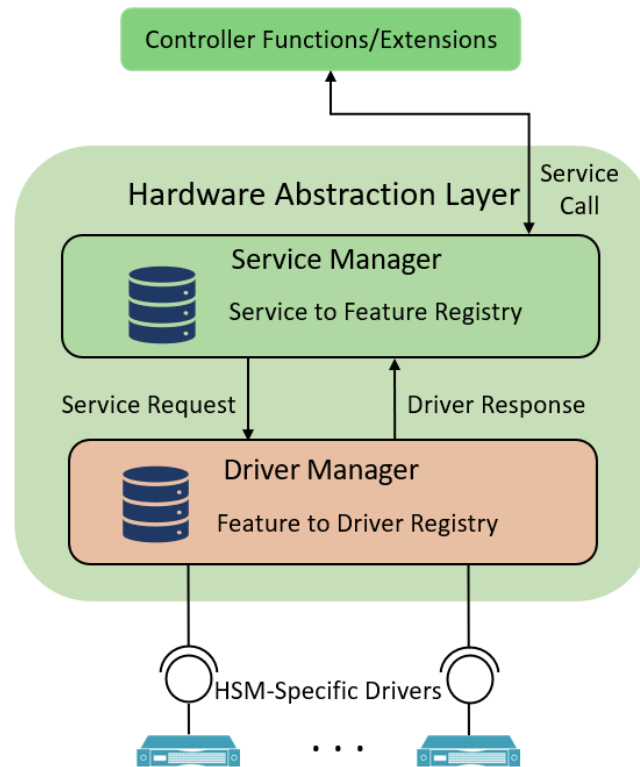 Controller Functions/Extensions
Service
Call
Hardware Abstraction Layer
Service Manager
Service to Feature Registry
Service Request
Driver Response
Driver Manager
Feature to Driver Registry
HSM-Specific Drivers
. . .